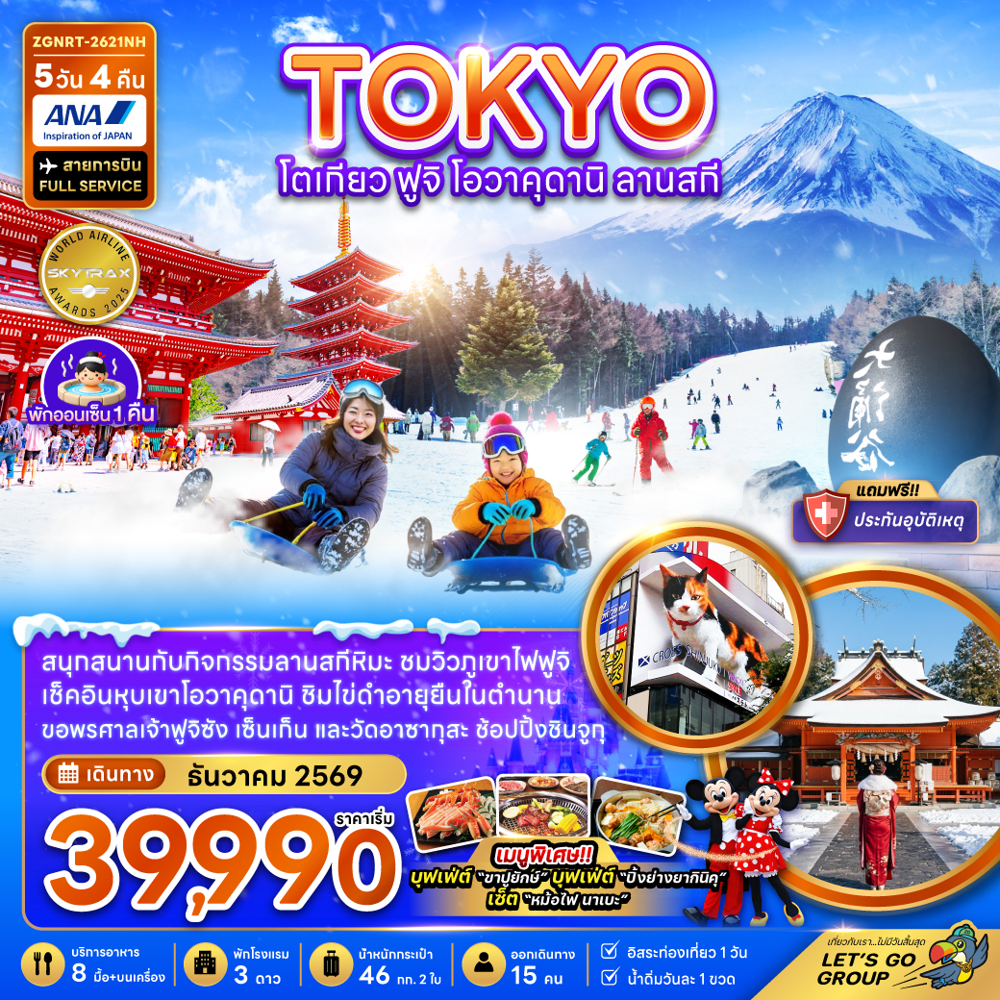 ZGNRT-2621NH
5 วัน 4 คืน
ANA
Inspiration of JAPAN
สายการบิน
FULL SERVICE
TOKYO
โตเกียว ฟูจิ โอวาคุดานิ ลานสกี
WORLD AIRLINE
SKYTRAX
AWARDS 2025
พักออนเซ็น 1 คืน
大涌谷
แถมฟรี!!
ประกันอุบัติเหตุ
CROSS SHINJUKU
สนุกสนานกับกิจกรรมลานสกีหิมะ ชมวิวภูเขาไฟฟูจิ
เช็คอินหุบเขาโอวาคุดานิ ชิมไข่ดำอายุยืนในตำนาน
ขอพรศาลเจ้าฟูจิซัง เซ็นเก็น และวัดอาซากุสะ ช้อปปิ้งชินจูกุ
เดินทาง ธันวาคม 2569
ราคาเริ่ม
39,990
เมนูพิเศษ!!
บุฟเฟ่ต์ "ขาปูยักษ์" บุฟเฟ่ต์ "ปิ้งย่างยากินิคุ"
เซ็ต "หม้อไฟ นาเบะ"
บริการอาหาร
8 มื้อ+บนเครื่อง
พักโรงแรม
3 ดาว
น้ำหนักกระเป๋า
46 กก. 2 ใบ
ออกเดินทาง
15 คน
อิสระท่องเที่ยว 1 วัน
น้ำดื่มวันละ 1 ขวด
เที่ยวกับเรา...ไม่มีวันสิ้นสุด
LET'S GO
GROUP